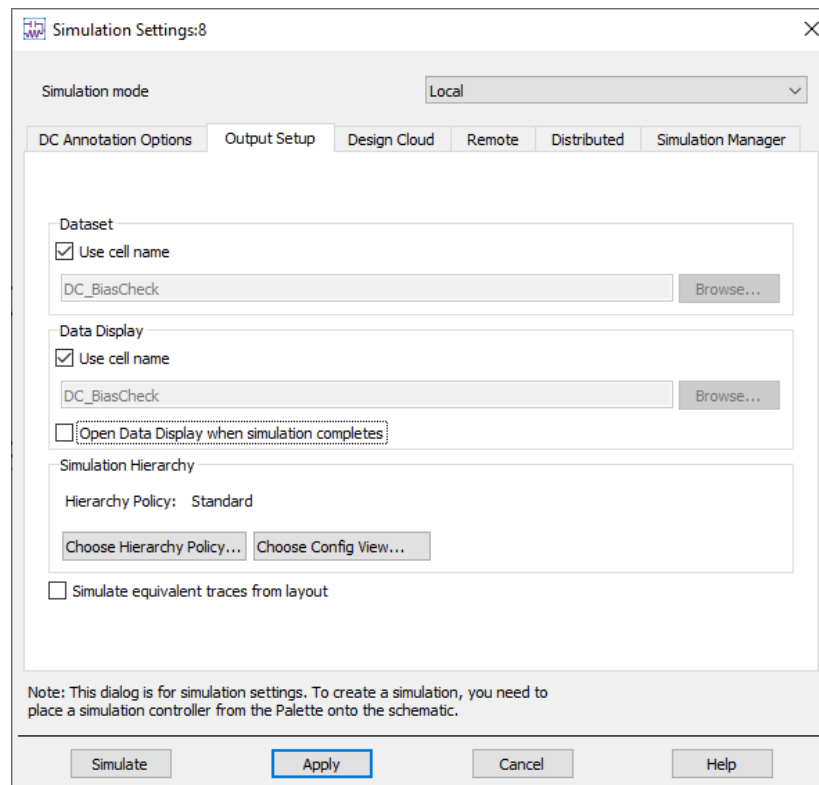 Simulation Settings:8
Simulation mode
Local
DC Annotation Options Output Setup Design Cloud Remote Distributed Simulation Manager
Dataset
Use cell name
DC_BiasCheck Browse...
Data Display
Use cell name
DC_BiasCheck Browse...
Open Data Display when simulation completes
Simulation Hierarchy
Hierarchy Policy: Standard
Choose Hierarchy Policy... Choose Config View...
Simulate equivalent traces from layout
Note: This dialog is for simulation settings. To create a simulation, you need to
place a simulation controller from the Palette onto the schematic.
Simulate Apply Cancel Help